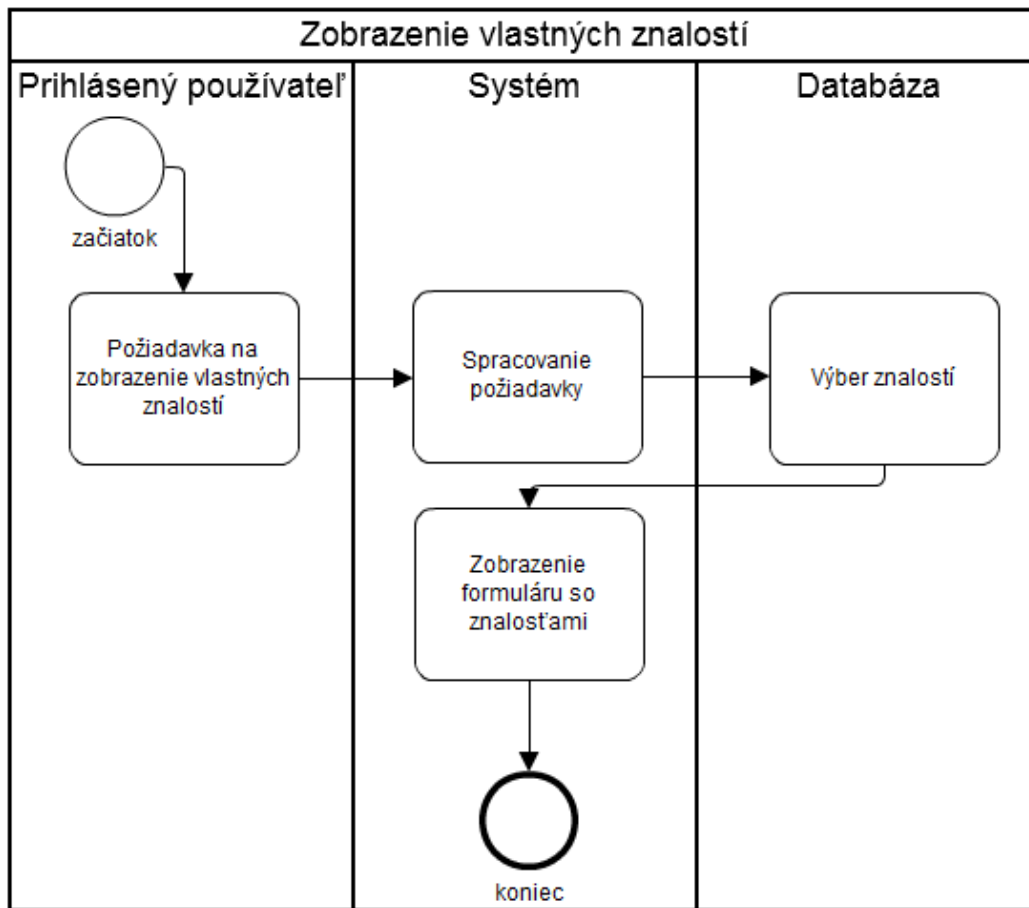 Zobrazenie vlastných znalostí
Prihlásený používateľ
Systém
Databáza
začiatok
Požiadavka na
zobrazenie vlastných
znalostí
Spracovanie
požiadavky
Výber znalostí
Zobrazenie
formuláru so
znalosťami
koniec